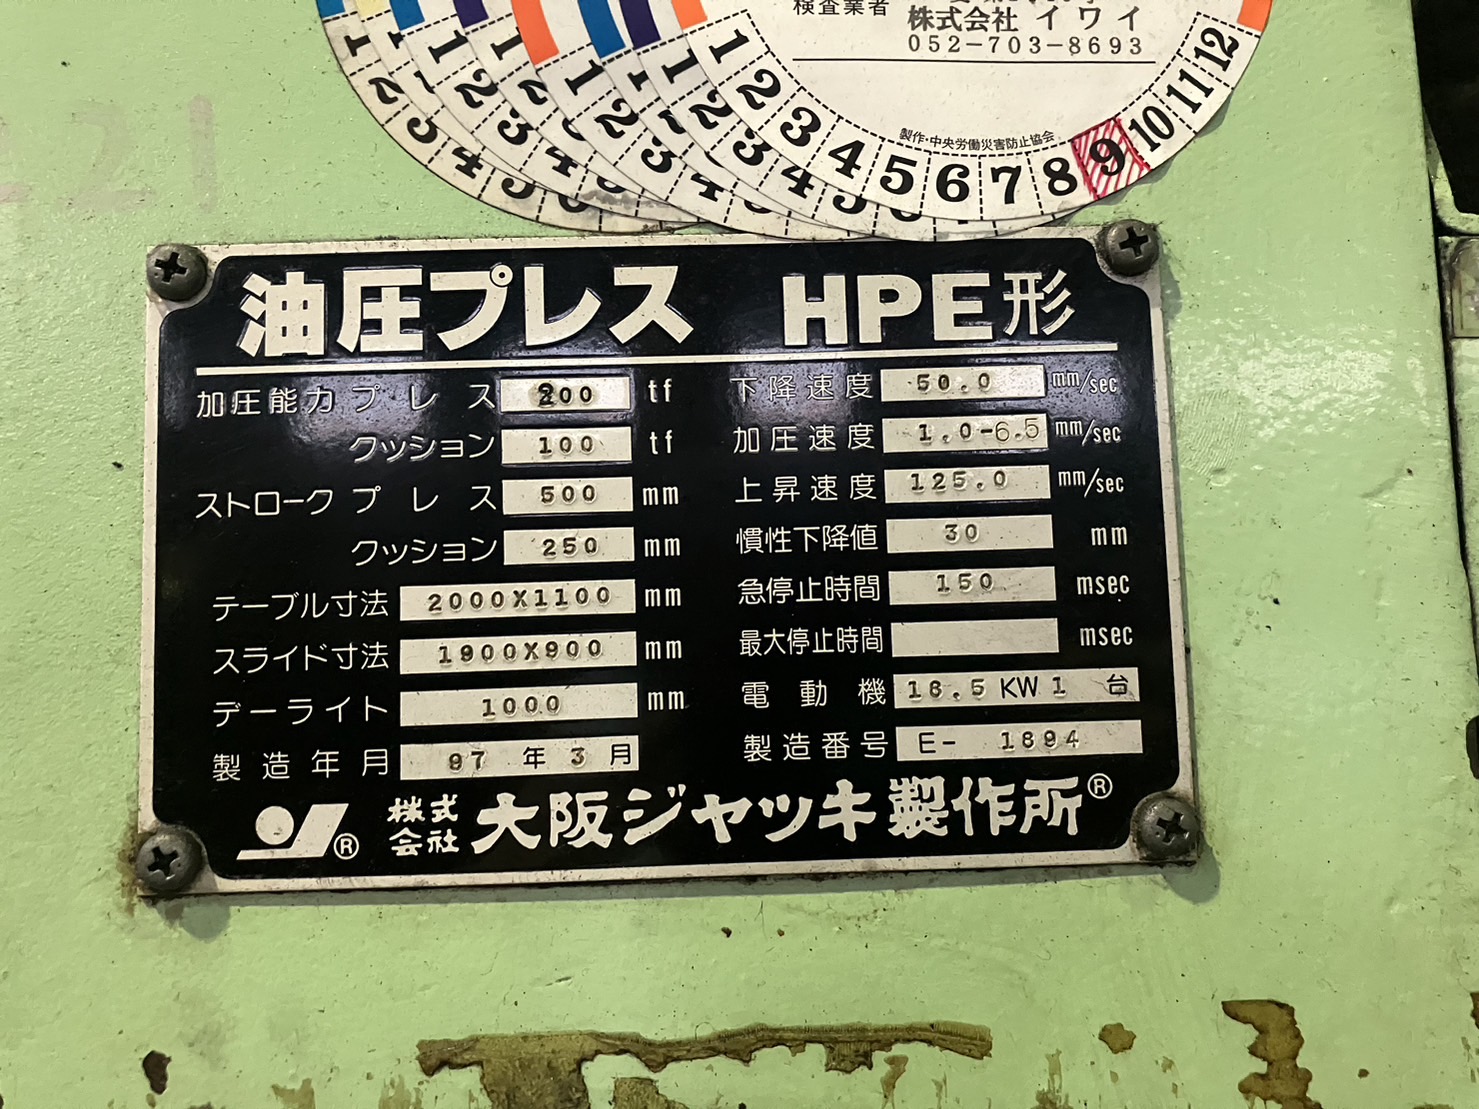 検査業者
株式会社 イワイ
052-703-8693
1 2 3 4 5 6 7 8 9 10 11 12
製作・中央労働災害防止協会
油圧プレス HPE形
加圧能力 プレス 200 tf
クッション 100 tf
ストローク プレス 500 mm
クッション 250 mm
テーブル寸法 2000X1100 mm
スライド寸法 1900X900 mm
デーライト 1000 mm
製造年月 97 年 3 月
下降速度 50.0 mm/sec
加圧速度 1.0-6.5 mm/sec
上昇速度 125.0 mm/sec
慣性下降値 30 mm
急停止時間 150 msec
最大停止時間 msec
電動機 18.5 KW 1 台
製造番号 E- 1894
株式会社 大阪ジャッキ製作所®